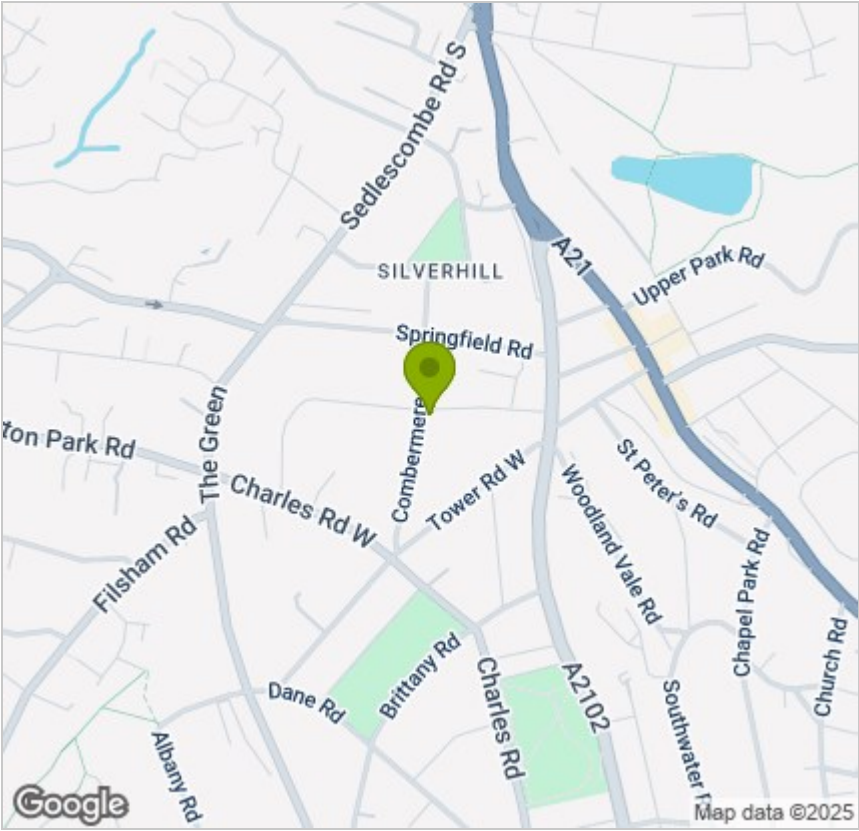 Sedlescombe Rd S
A21
SILVERHILL
Upper Park Rd
Springfield Rd
Combermere
The Green
ton Park Rd
Charles Rd W
Tower Rd W
St Peter's Rd
Woodland Vale Rd
Filsham Rd
Chapel Park Rd
Church Rd
Brittany Rd
Dane Rd
Charles Rd
A2102
Southwater R
Albany Rd
Google
Map data ©2025